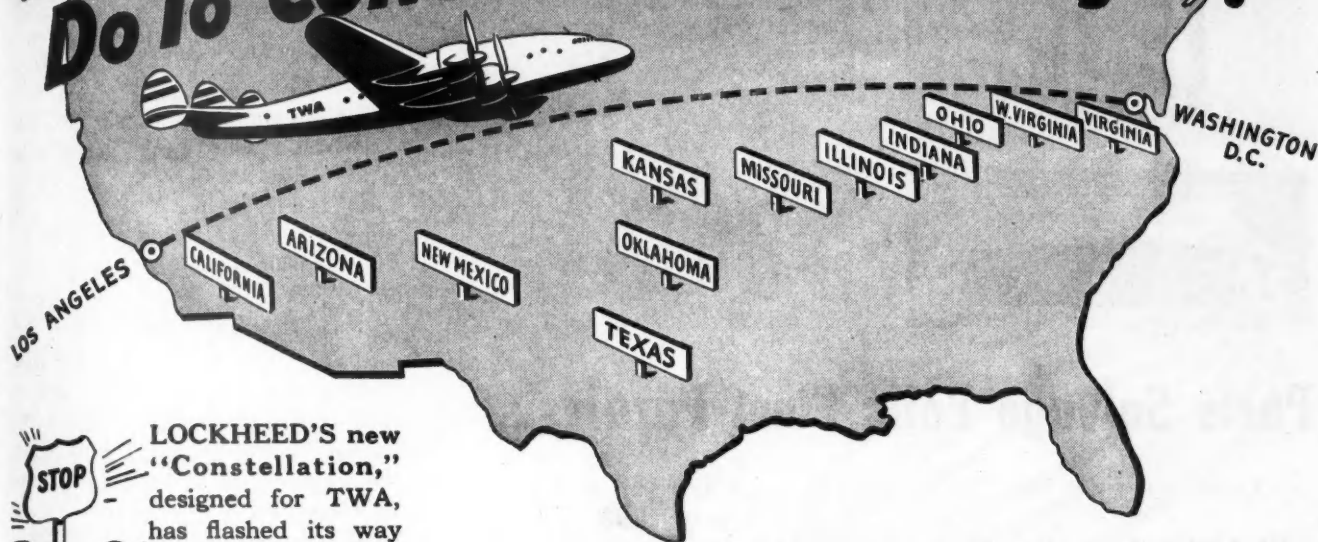 Do To
TWA
KANSAS
MISSOURI
ILLINOIS
INDIANA
OHIO
W. VIRGINIA
VIRGINIA
WASHINGTON
D.C.
LOS ANGELES
CALIFORNIA
ARIZONA
NEW MEXICO
OKLAHOMA
TEXAS
STOP
LOCKHEED'S new
"Constellation,"
designed for TWA,
has flashed its way